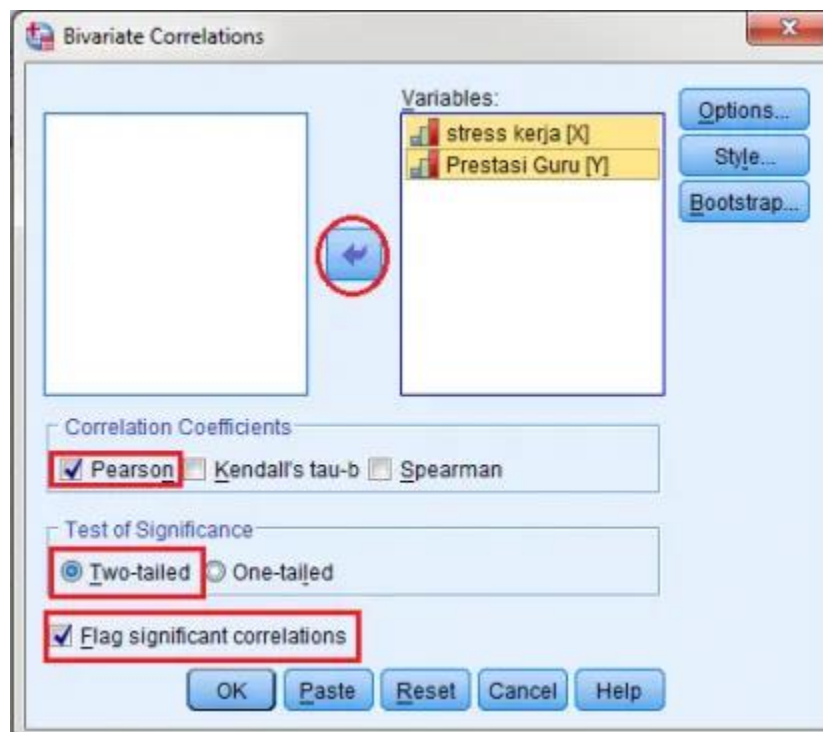 Bivariate Correlations
Variables:
stress kerja [X]
Prestasi Guru [Y]
Options...
Style...
Bootstrap...
Correlation Coefficients
Pearson Kendall's tau-b Spearman
Test of Significance
Two-tailed One-tailed
Flag significant correlations
OK Paste Reset Cancel Help